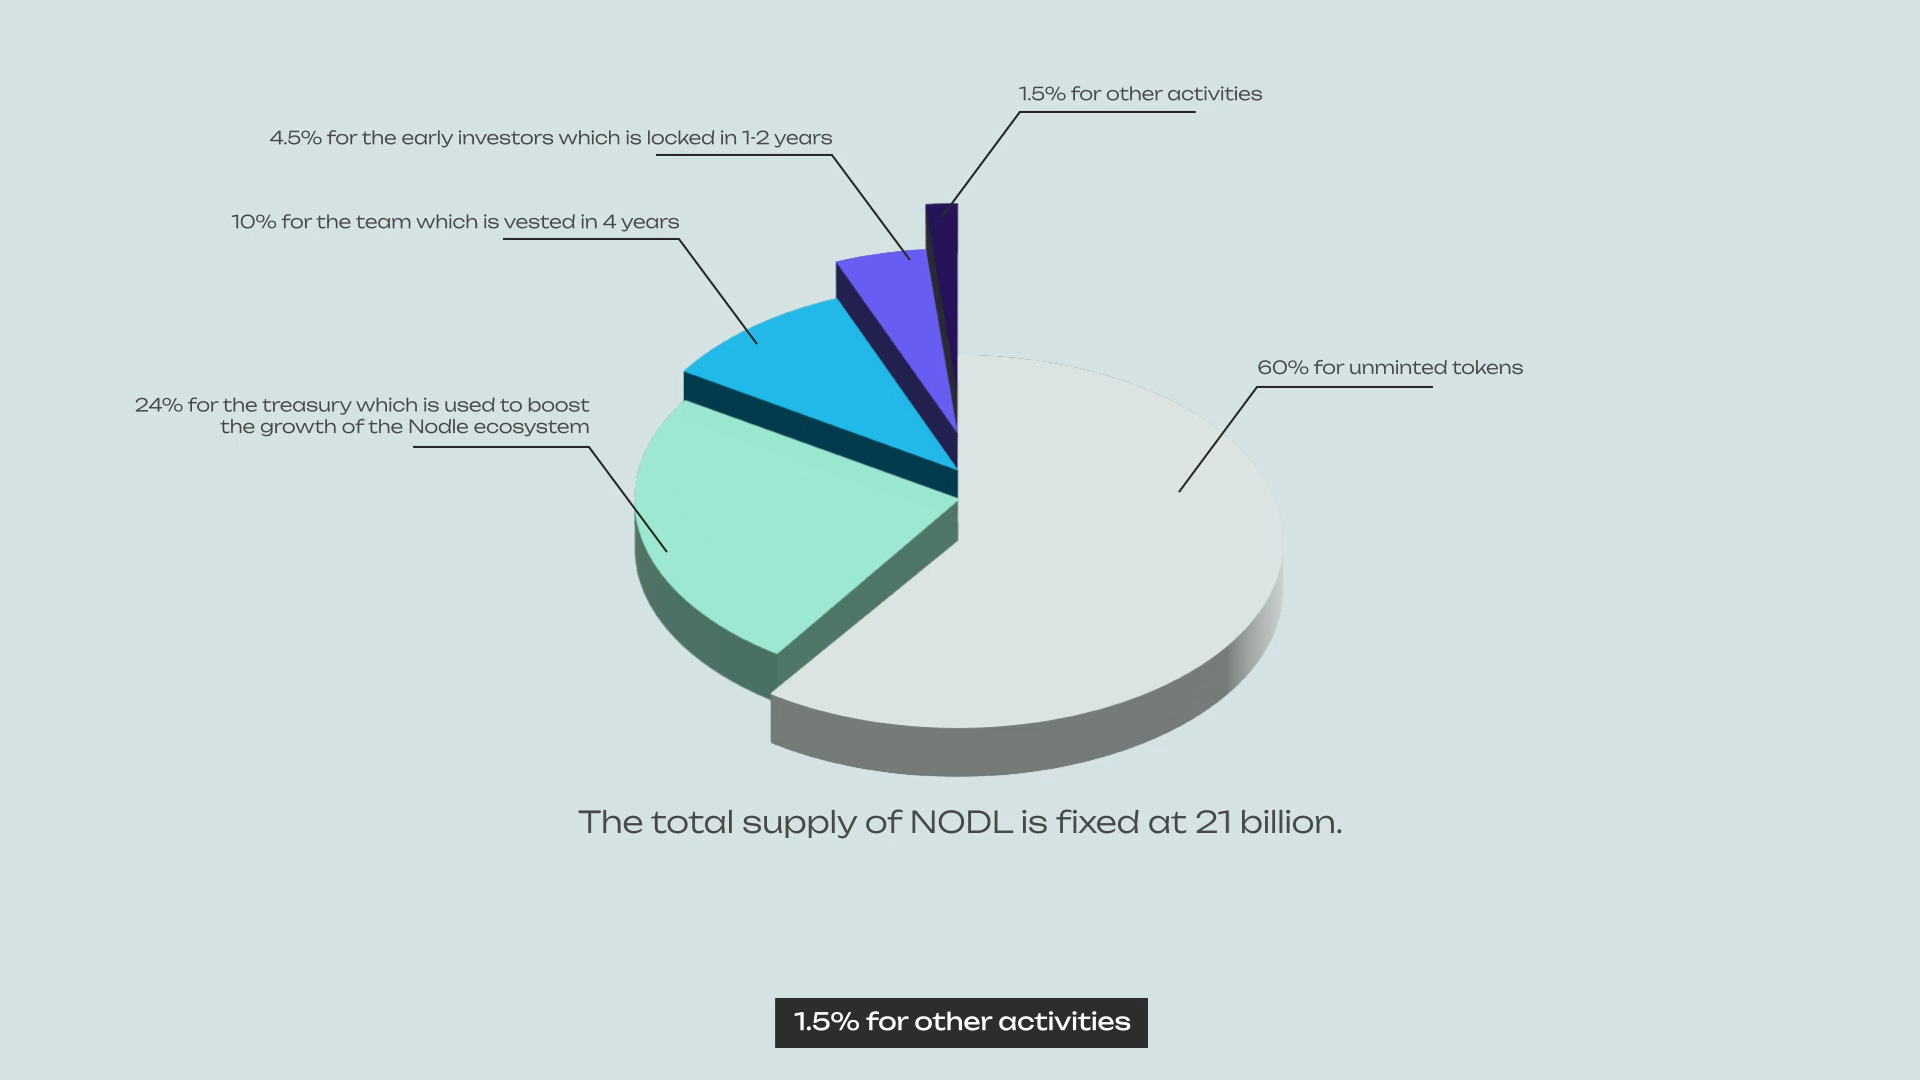 1.5% for other activities
4.5% for the early investors which is locked in 1-2 years
10% for the team which is vested in 4 years
60% for unminted tokens
24% for the treasury which is used to boost
the growth of the Nodle ecosystem
The total supply of NODL is fixed at 21 billion.
1.5% for other activities